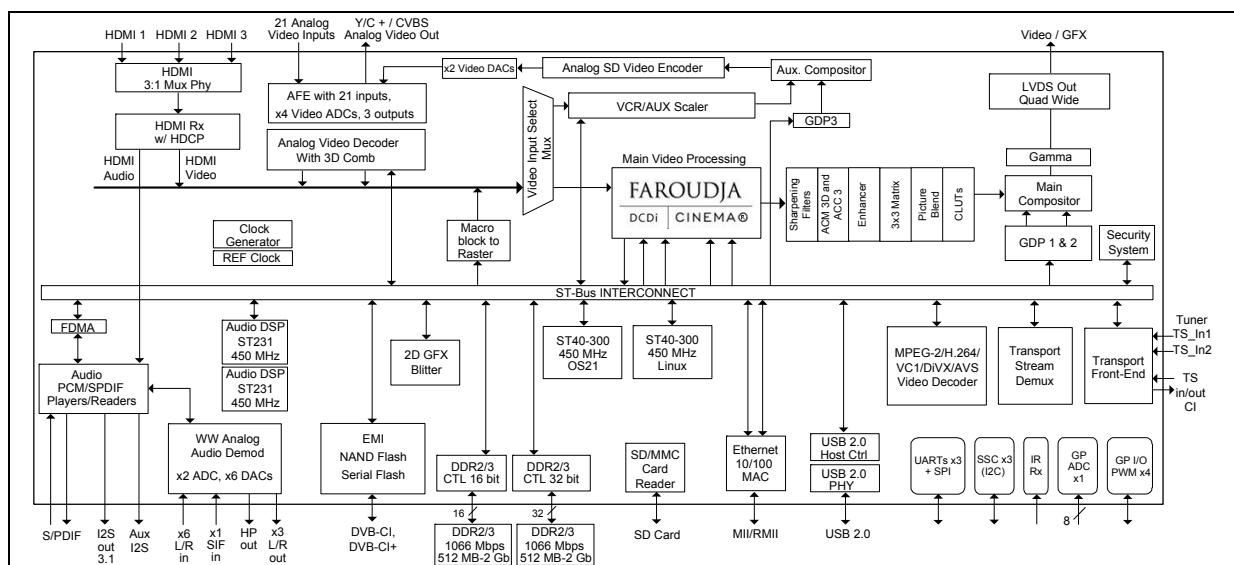 HDMI 1 HDMI 2 HDMI 3
21 Analog
Video Inputs
Y/C + / CVBS
Analog Video Out
Video / GFX
HDMI
3:1 Mux Phy
HDMI Rx
w/ HDCP
HDMI
Audio
HDMI
Video
AFE with 21 inputs,
x4 Video ADCs, 3 outputs
Analog Video Decoder
With 3D Comb
x2 Video DACs
Analog SD Video Encoder
Aux. Compositor
Video Input Select
Mux
VCR/AUX Scaler
GDP3
LVDS Out
Quad Wide
Gamma
Main
Compositor
GDP 1 & 2
Security
System
Main Video Processing
FAROUDJA
DCDi CINEMA®
Sharpening
Filters
ACM 3D and
ACC 3
Enhancer
3x3 Matrix
Picture
Blend
CLUTs
Clock
Generator
REF Clock
Macro
block to
Raster
ST-Bus INTERCONNECT
FDMA
Audio
PCM/SPDIF
Players/Readers
Audio DSP
ST231
450 MHz
Audio DSP
ST231
450 MHz
2D GFX
Blitter
ST40-300
450 MHz
OS21
ST40-300
450 MHz
Linux
MPEG-2/H.264/
VC1/DiVX/AVS
Video Decoder
Transport
Stream
Demux
Transport
Front-End
Tuner
TS_In1
TS_In2
TS
in/out
CI
WW Analog
Audio Demod
x2 ADC, x6 DACs
EMI
NAND Flash
Serial Flash
DDR2/3
CTL 16 bit
DDR2/3
CTL 32 bit
SD/MMC
Card
Reader
Ethernet
10/100
MAC
USB 2.0
Host Ctrl
USB 2.0
PHY
UARTs x3
+ SPI
SSC x3
(I2C)
IR
Rx
GP
ADC
x1
GP I/O
PWM x4
16
32
8
S/PDIF
I2S
out
3.1
Aux
I2S
x6
L/R
in
x1
SIF
in
HP
out
x3
L/R
out
DVB-CI,
DVB-CI+
DDR2/3
1066 Mbps
512 MB-2 Gb
DDR2/3
1066 Mbps
512 MB-2 Gb
SD Card
MII/RMII
USB 2.0